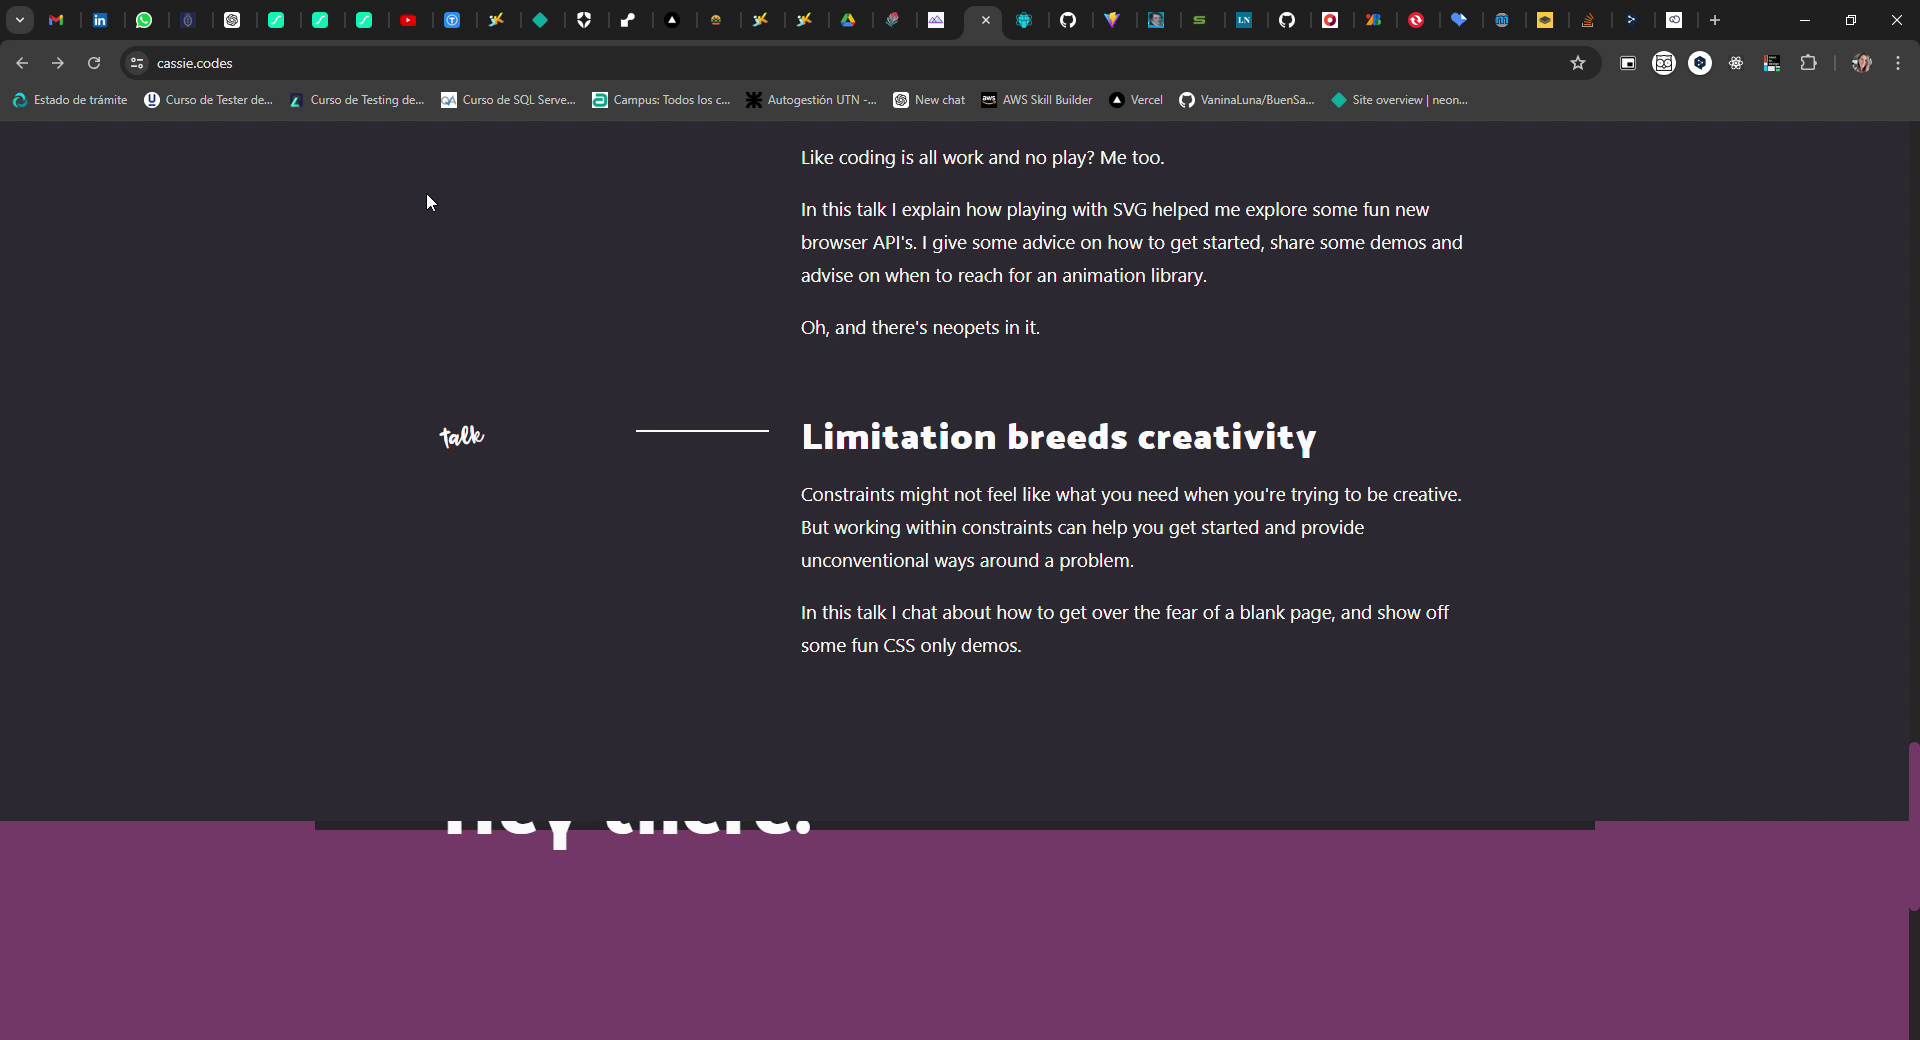 cassie.codes
Estado de trámite
Curso de Tester de...
Curso de Testing de...
Curso de SQL Serve...
Campus: Todos los c...
Autogestión UTN -...
New chat
AWS Skill Builder
Vercel
VaninaLuna/BuenSa...
Site overview | neon...
Like coding is all work and no play? Me too.
In this talk I explain how playing with SVG helped me explore some fun new
browser API's. I give some advice on how to get started, share some demos and
advise on when to reach for an animation library.
Oh, and there's neopets in it.
talk
Limitation breeds creativity
Constraints might not feel like what you need when you're trying to be creative.
But working within constraints can help you get started and provide
unconventional ways around a problem.
In this talk I chat about how to get over the fear of a blank page, and show off
some fun CSS only demos.
Hey there.